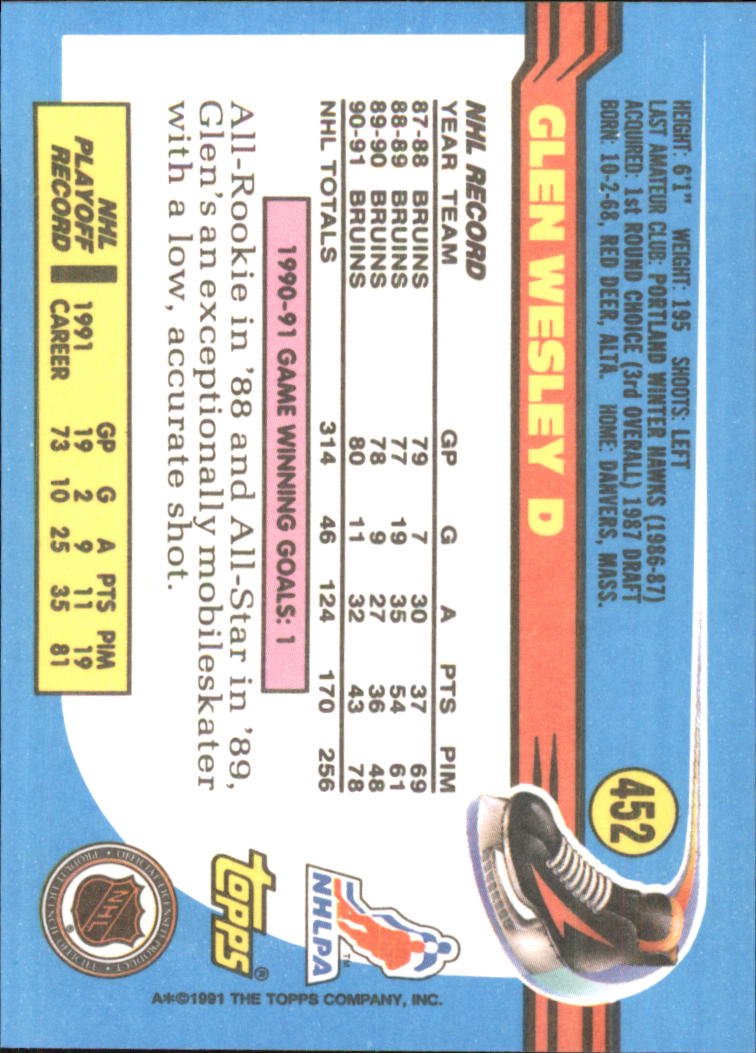 452
HEIGHT: 6'1" WEIGHT: 195 SHOOTS: LEFT
LAST AMATEUR CLUB: PORTLAND WINTER HAWKS (1986-87)
ACQUIRED: 1st ROUND CHOICE (3rd OVERALL) 1987 DRAFT
BORN: 10-2-68, RED DEER, ALTA. HOME: DANVERS, MASS.
GLEN WESLEY D
NHL RECORD
YEAR TEAM GP G A PTS PIM
87-88 BRUINS 79 7 30 37 69
88-89 BRUINS 77 19 35 54 61
89-90 BRUINS 78 9 27 36 48
90-91 BRUINS 80 11 32 43 78
NHL TOTALS 314 46 124 170 256
1990-91 GAME WINNING GOALS: 1
All-Rookie in '88 and All-Star in '89,
Glen's an exceptionally mobile skater
with a low, accurate shot.
NHL PLAYOFF RECORD
GP G A PTS PIM
1991 19 2 9 11 19
CAREER 73 10 25 35 81
NHLPA™
topps®
NHL®
A*©1991 THE TOPPS COMPANY, INC.